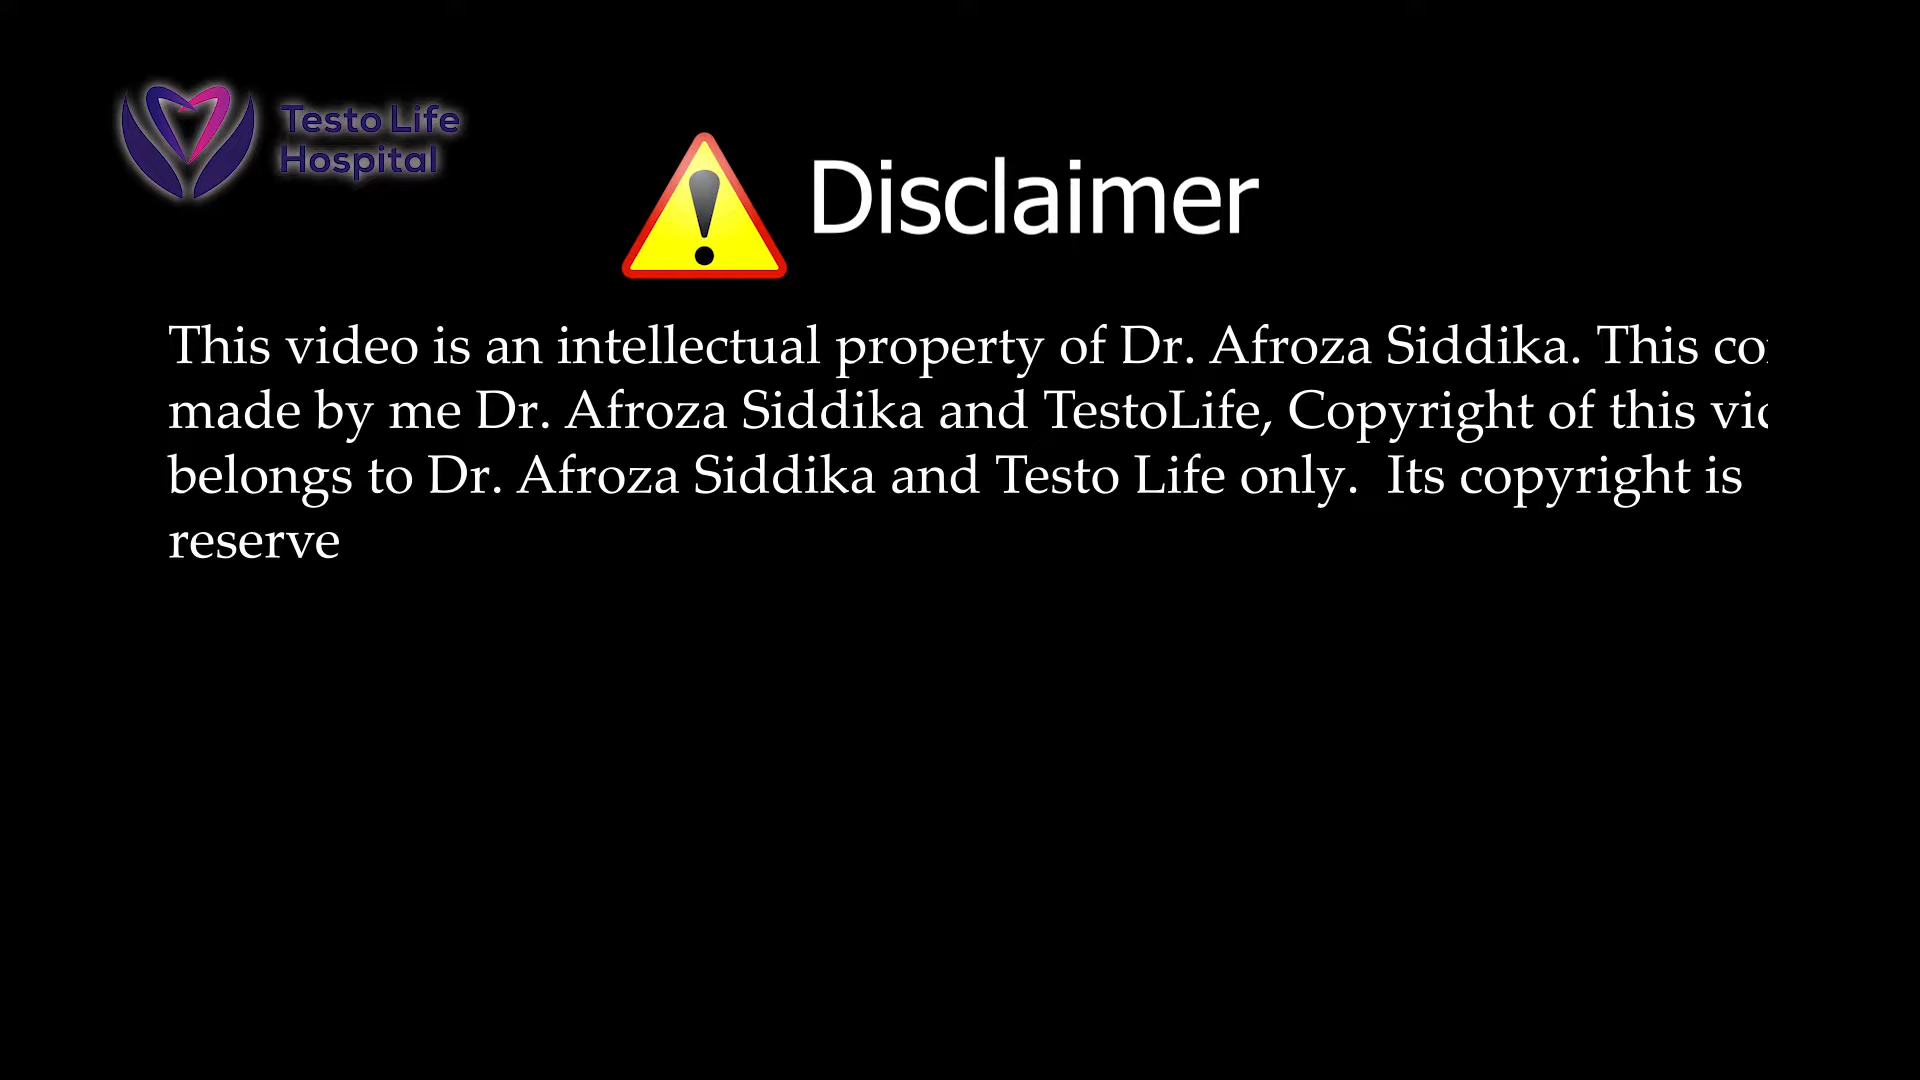 Testo Life
Hospital
Disclaimer
This video is an intellectual property of Dr. Afroza Siddika. This
made by me Dr. Afroza Siddika and TestoLife, Copyright of this
belongs to Dr. Afroza Siddika and Testo Life only.  Its copyright is
reserve